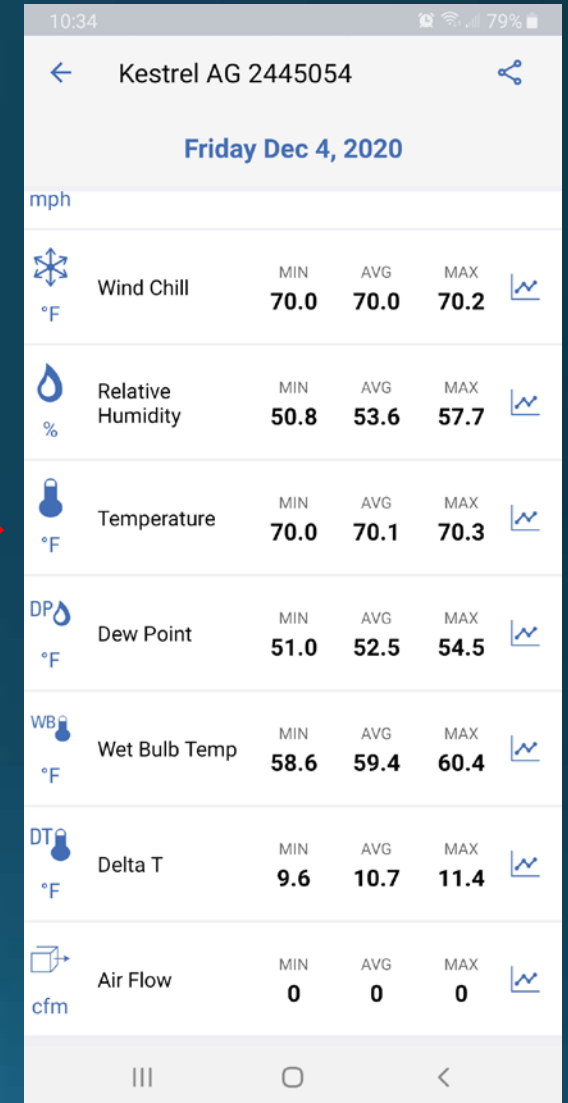 10:34 79%
Kestrel AG 2445054
Friday Dec 4, 2020
mph
°F Wind Chill MIN 70.0 AVG 70.0 MAX 70.2
% Relative Humidity MIN 50.8 AVG 53.6 MAX 57.7
°F Temperature MIN 70.0 AVG 70.1 MAX 70.3
DP °F Dew Point MIN 51.0 AVG 52.5 MAX 54.5
WB °F Wet Bulb Temp MIN 58.6 AVG 59.4 MAX 60.4
DT °F Delta T MIN 9.6 AVG 10.7 MAX 11.4
cfm Air Flow MIN 0 AVG 0 MAX 0